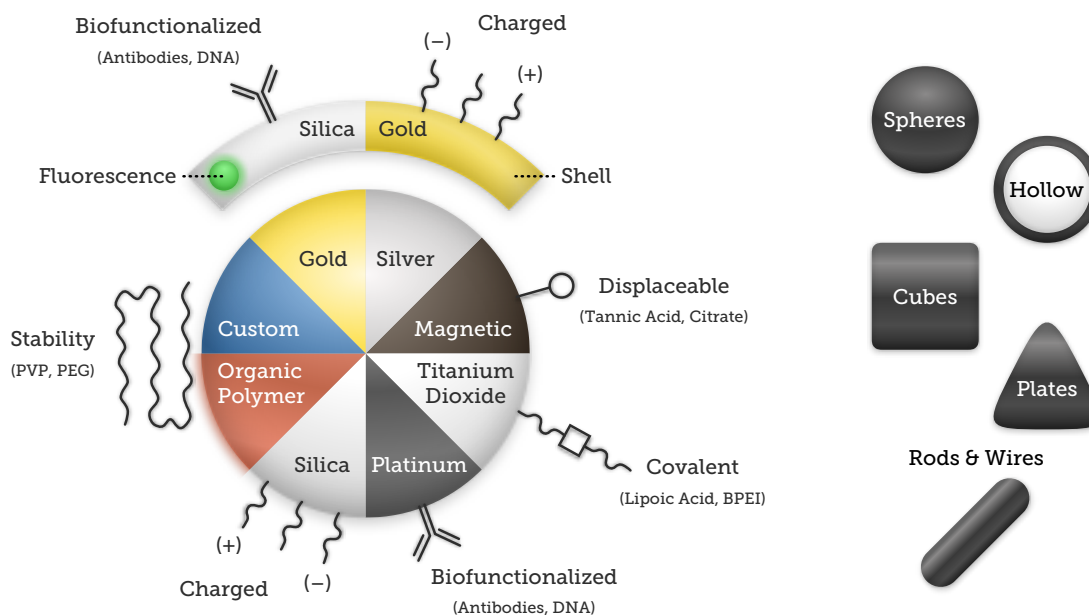 Biofunctionalized
(Antibodies, DNA)
(−)
Charged
(+)
Silica
Gold
Fluorescence
Shell
Gold
Silver
Custom
Magnetic
Organic
Polymer
Titanium
Dioxide
Silica
Platinum
Stability
(PVP, PEG)
Displaceable
(Tannic Acid, Citrate)
Covalent
(Lipoic Acid, BPEI)
(+)
(−)
Charged
Biofunctionalized
(Antibodies, DNA)
Spheres
Hollow
Cubes
Plates
Rods & Wires